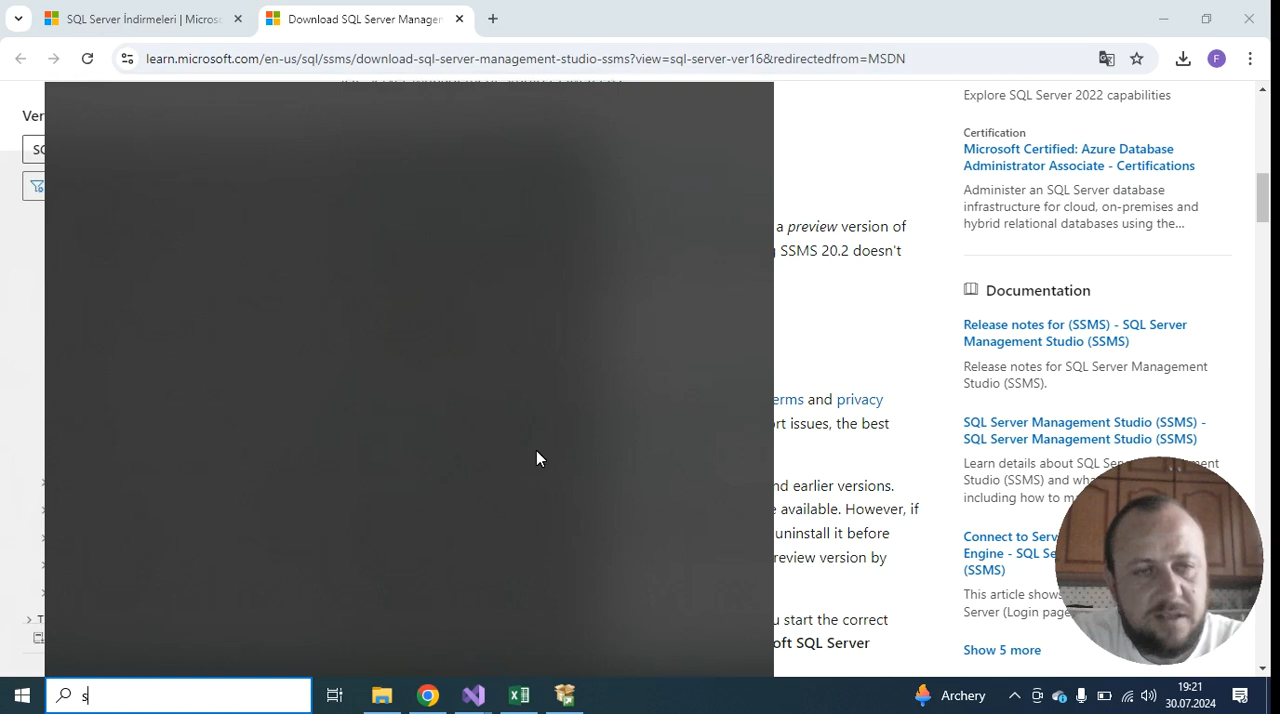 SQL Server İndirmeleri | Microso
Download SQL Server Managen
learn.microsoft.com/en-us/sql/ssms/download-sql-server-management-studio-ssms?view=sql-server-ver16&redirectedfrom=MSDN
F
Ver
Explore SQL Server 2022 capabilities
Certification
Microsoft Certified: Azure Database
Administrator Associate - Certifications
Administer an SQL Server database
infrastructure for cloud, on-premises and
hybrid relational databases using the...
a preview version of
SSMS 20.2 doesn't
Documentation
Release notes for (SSMS) - SQL Server
Management Studio (SSMS)
Release notes for SQL Server Management
Studio (SSMS).
erms and privacy
rt issues, the best
SQL Server Management Studio (SSMS) -
SQL Server Management Studio (SSMS)
Learn details about SQL Ser ment
Studio (SSMS) and wha
including how to m
nd earlier versions.
available. However, if
uninstall it before
review version by
Connect to Serv
Engine - SQL Se
(SSMS)
This article shows
Server (Login page
u start the correct
oft SQL Server
Show 5 more
s
Archery
19:21
30.07.2024